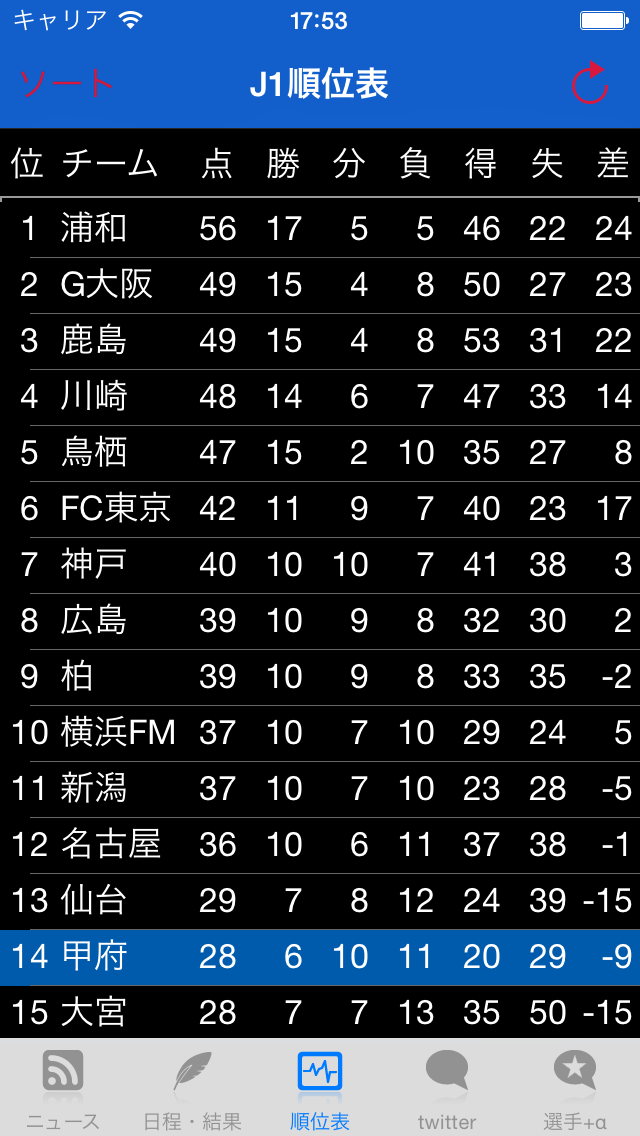 キャリア 17:53
ソート J1順位表
位 チーム 点 勝 分 負 得 失 差
1 浦和 56 17 5 5 46 22 24
2 G大阪 49 15 4 8 50 27 23
3 鹿島 49 15 4 8 53 31 22
4 川崎 48 14 6 7 47 33 14
5 鳥栖 47 15 2 10 35 27 8
6 FC東京 42 11 9 7 40 23 17
7 神戸 40 10 10 7 41 38 3
8 広島 39 10 9 8 32 30 2
9 柏 39 10 9 8 33 35 -2
10 横浜FM 37 10 7 10 29 24 5
11 新潟 37 10 7 10 23 28 -5
12 名古屋 36 10 6 11 37 38 -1
13 仙台 29 7 8 12 24 39 -15
14 甲府 28 6 10 11 20 29 -9
15 大宮 28 7 7 13 35 50 -15
ニュース 日程・結果 順位表 twitter 選手+α